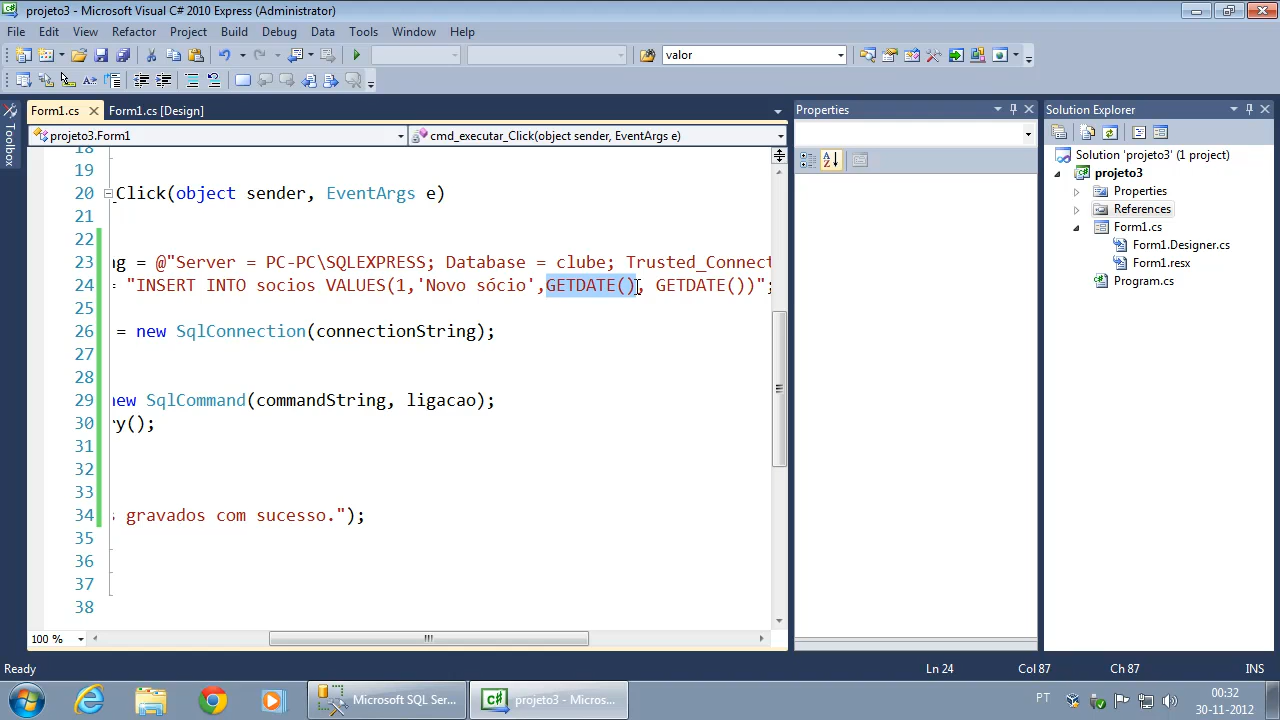 projeto3 - Microsoft Visual C# 2010 Express (Administrator)
File Edit View Refactor Project Build Debug Data Tools Window Help
valor
Form1.cs Form1.cs [Design]
Toolbox
projeto3.Form1
cmd_executar_Click(object sender, EventArgs e)
18
19
20 _Click(object sender, EventArgs e)
21
22
23 ng = @"Server = PC-PC\SQLEXPRESS; Database = clube; Trusted_Connect
24 = "INSERT INTO socios VALUES(1,'Novo sócio',GETDATE(), GETDATE())";
25
26 = new SqlConnection(connectionString);
27
28
29 new SqlCommand(commandString, ligacao);
30 ry();
31
32
33
34 s gravados com sucesso.");
35
36
37
38
100 %
Properties
Solution Explorer
Solution 'projeto3' (1 project)
projeto3
Properties
References
Form1.cs
Form1.Designer.cs
Form1.resx
Program.cs
Ready
Ln 24 Col 87 Ch 87 INS
Microsoft SQL Ser...
projeto3 - Micros...
PT
00:32
30-11-2012